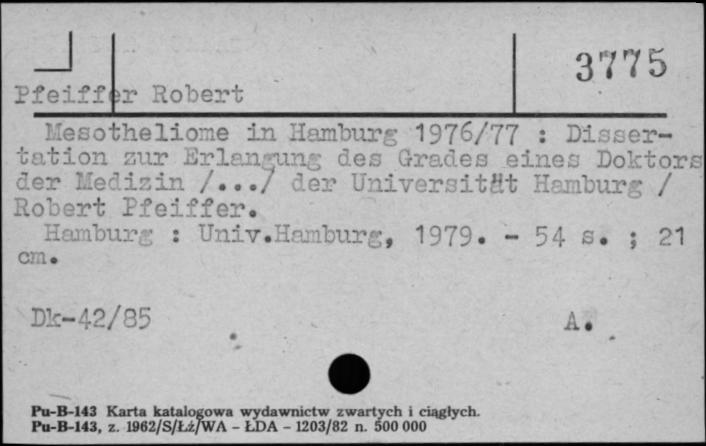 3775
Pfeiffer Robert
Mesotheliome in Hamburg 1976/77 : Disser-
tation zur Erlangung des Grades eines Doktors
der Medizin /.../ der Universität Hamburg /
Robert Pfeiffer.
Hamburg : Univ.Hamburg, 1979. - 54 s. ; 21
cm.
Dk-42/85 A.
Pu-B-143 Karta katalogowa wydawnictw zwartych i ciągłych.
Pu-B-143, z. 1962/S/Łż/WA - ŁDA - 1203/82 n. 500 000